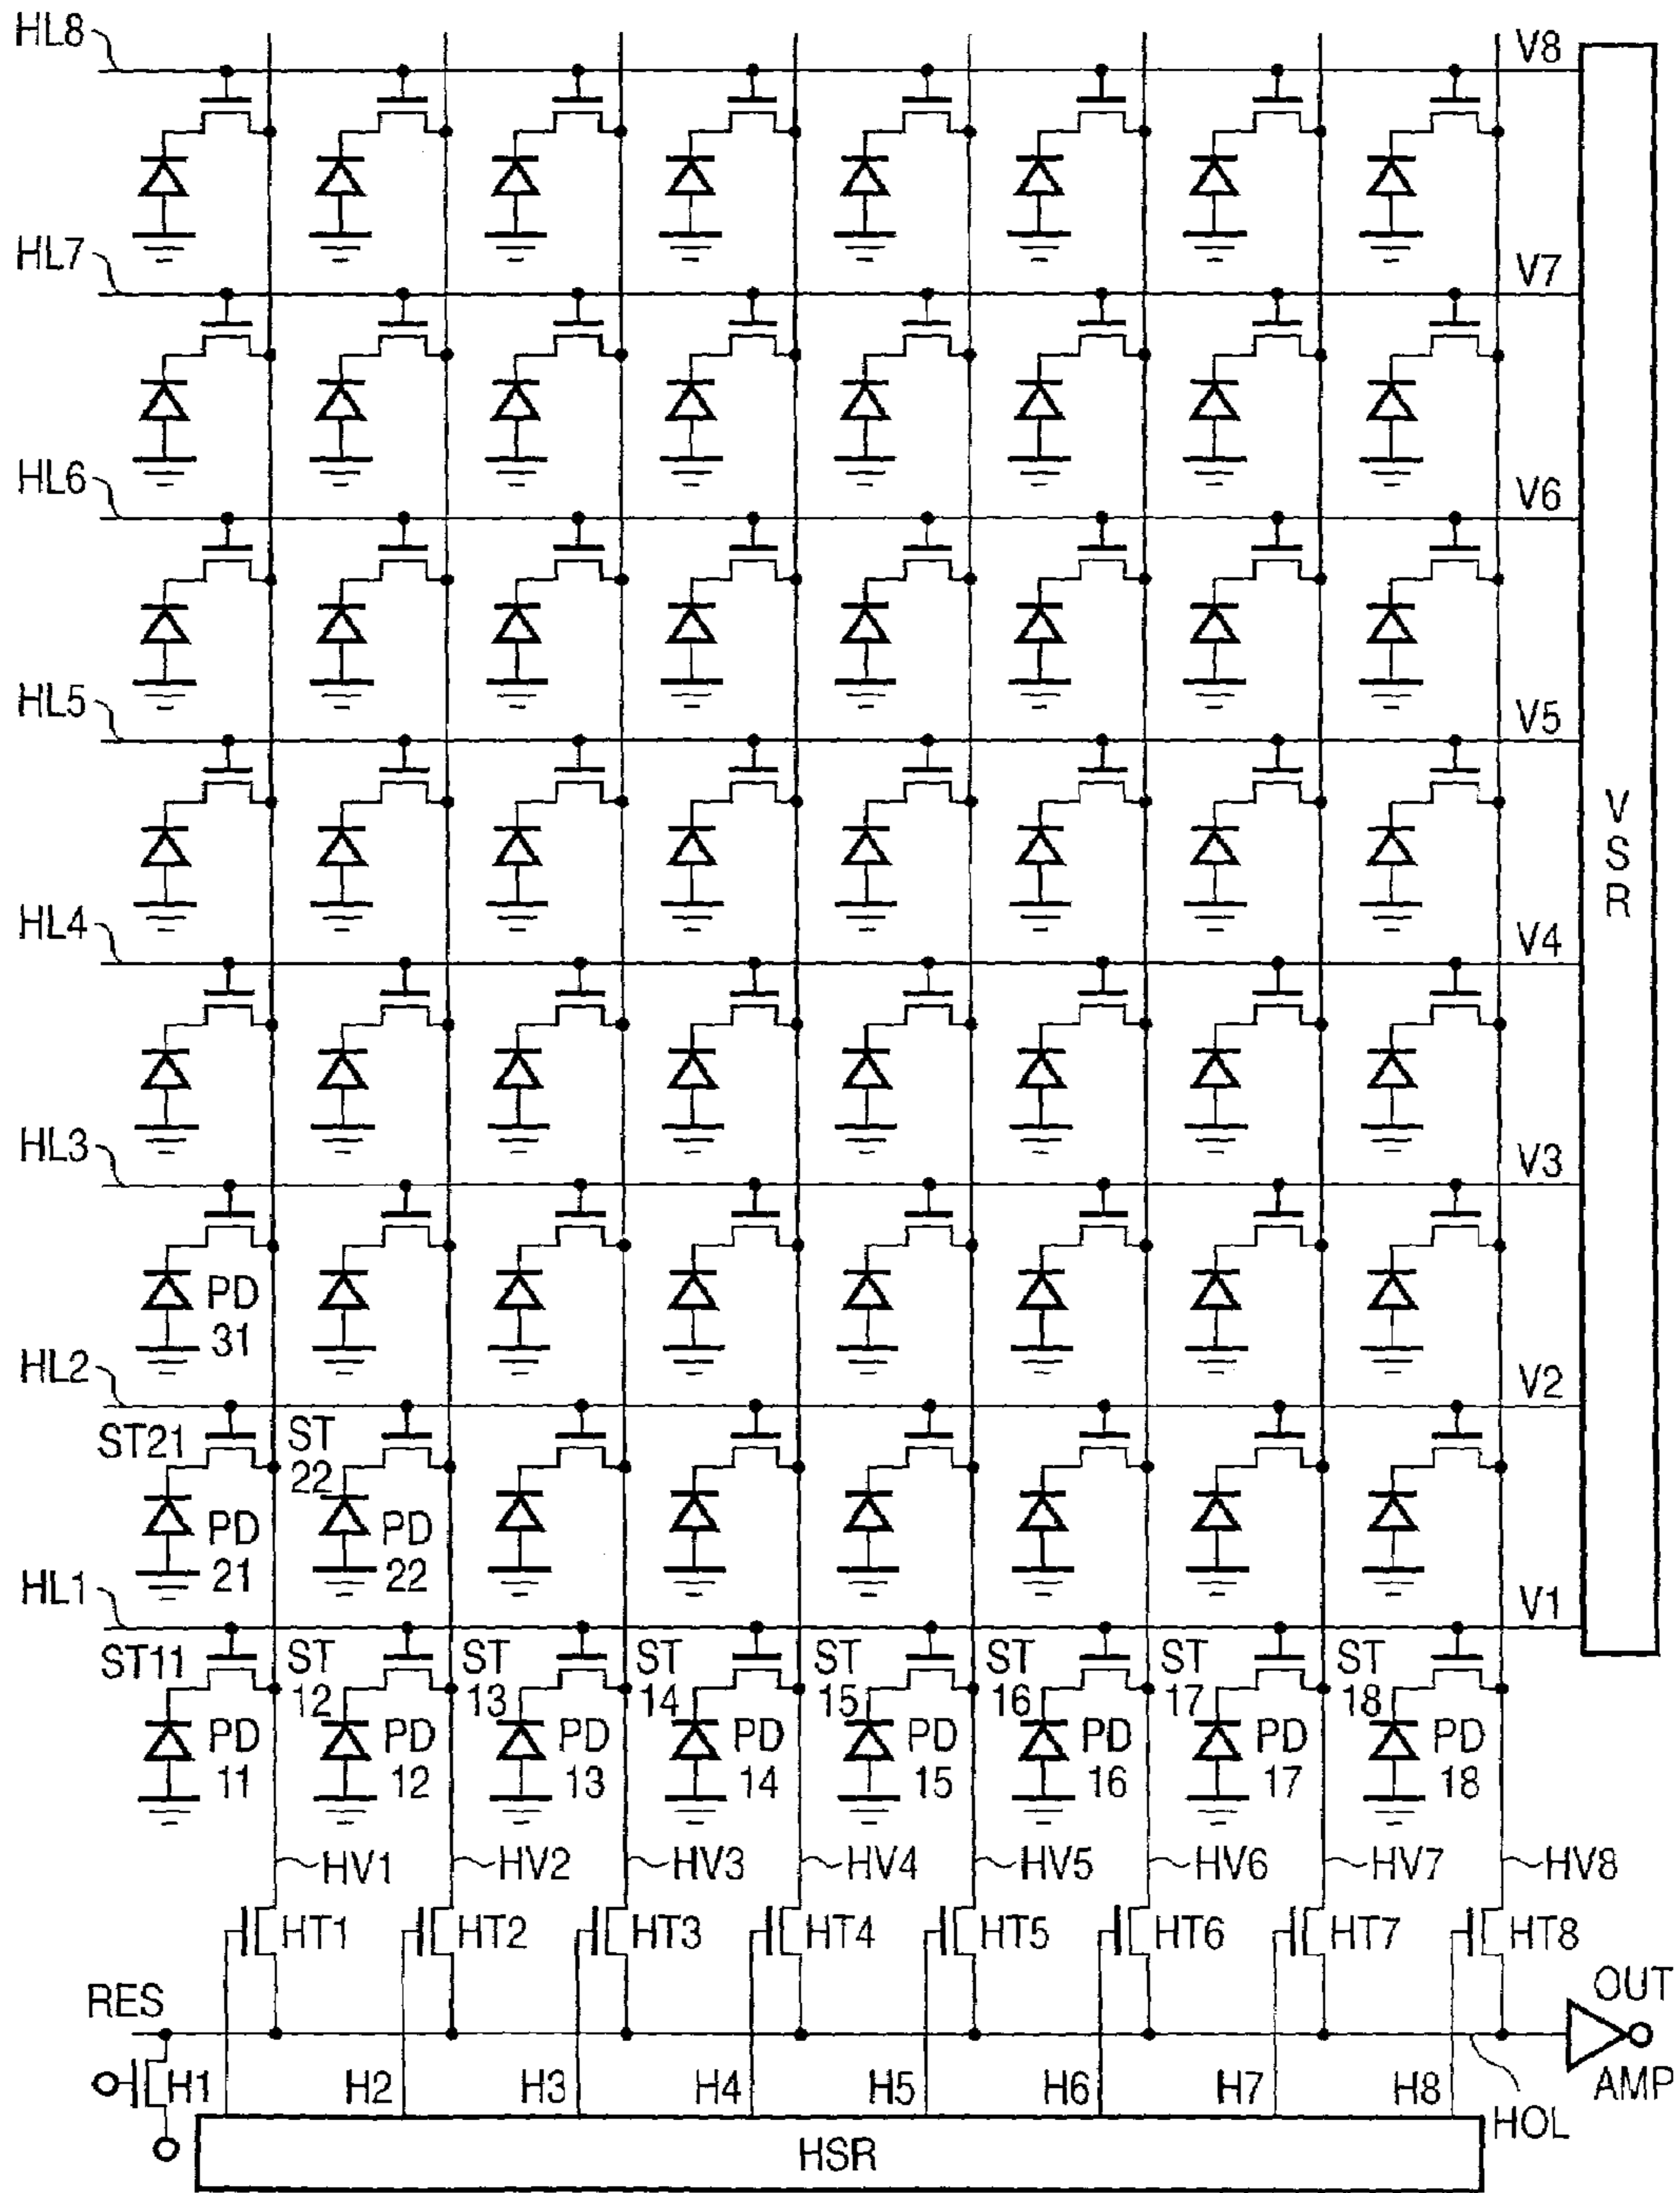 HL8 V8
HL7 V7
HL6 V6
HL5 V5
VSR
HL4 V4
HL3 V3
PD 31
HL2 V2
ST21 ST 22
PD 21 PD 22
HL1 V1
ST11 ST 12 ST 13 ST 14 ST 15 ST 16 ST 17 ST 18
PD 11 PD 12 PD 13 PD 14 PD 15 PD 16 PD 17 PD 18
HV1 HV2 HV3 HV4 HV5 HV6 HV7 HV8
HT1 HT2 HT3 HT4 HT5 HT6 HT7 HT8
RES OUT
H1 H2 H3 H4 H5 H6 H7 H8 AMP
HOL
HSR